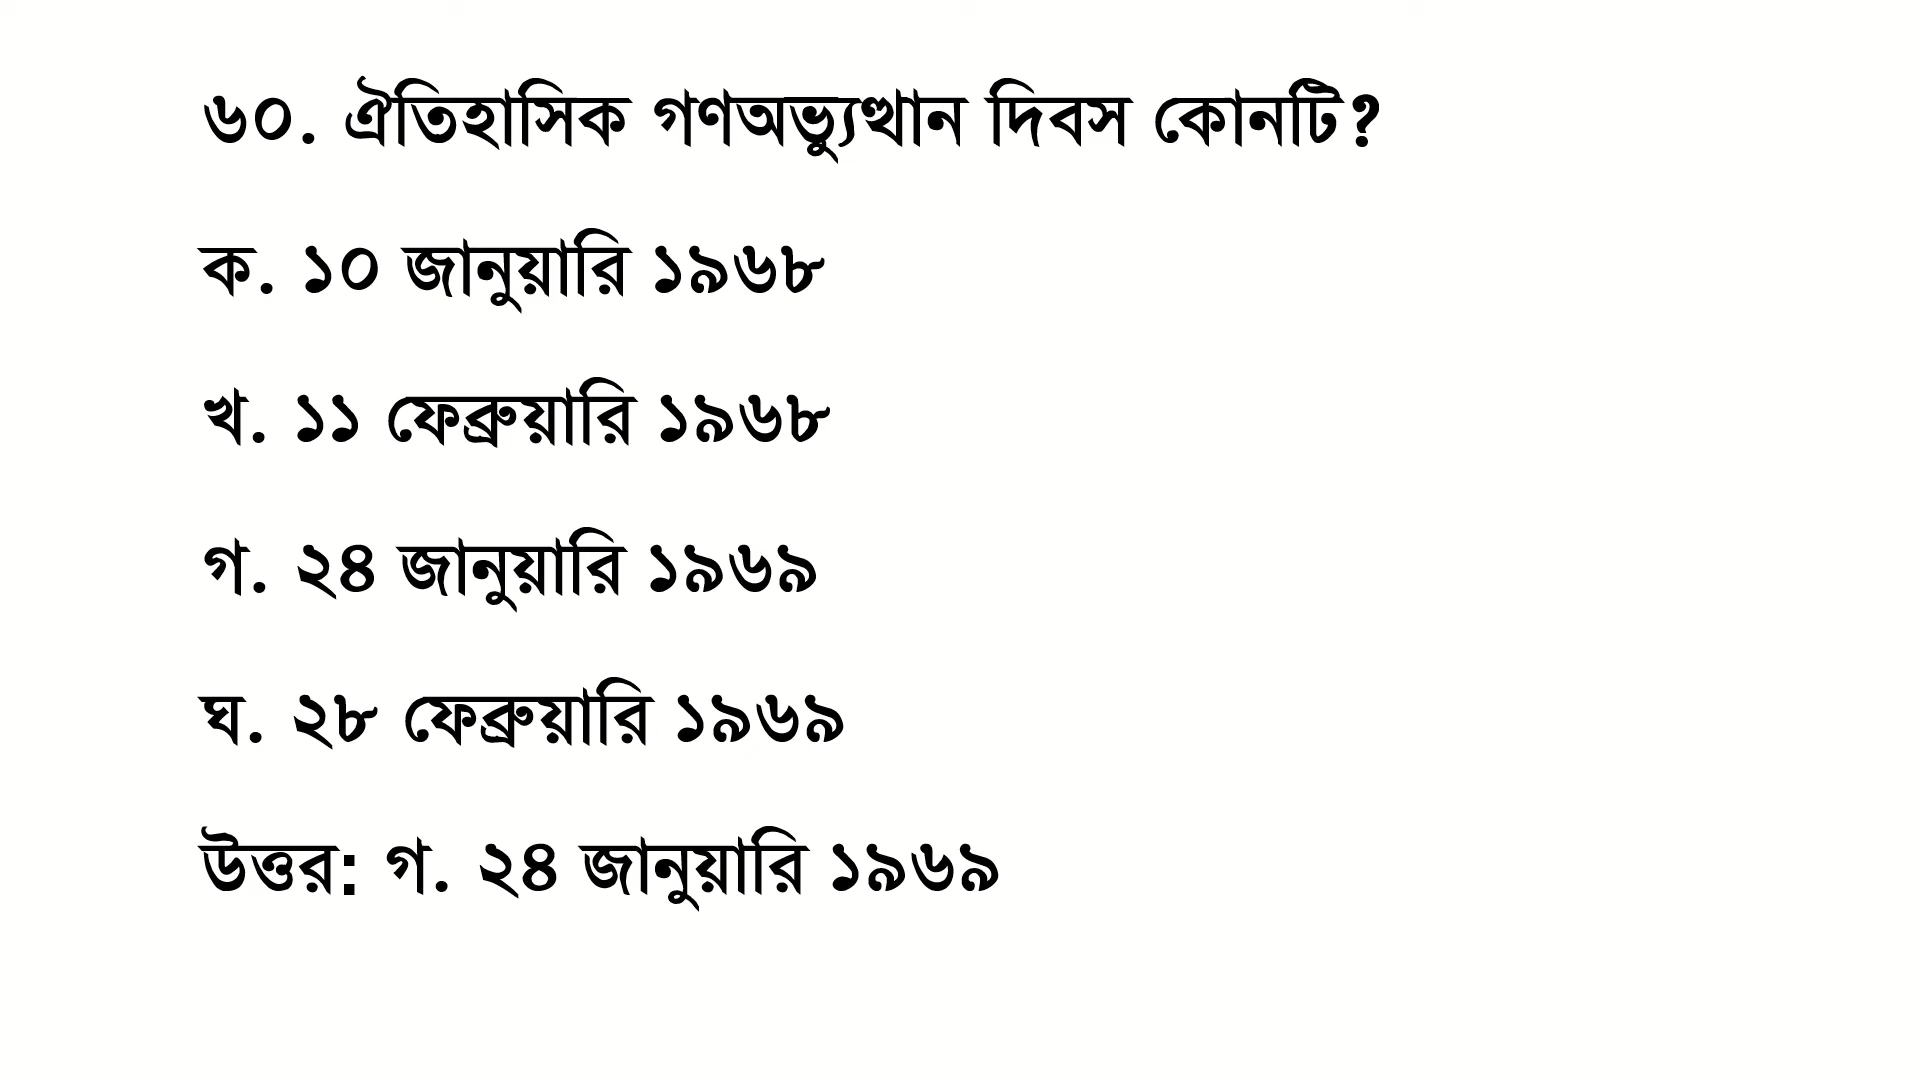 ৬০. ঐতিহাসিক গণঅভ্যুত্থান দিবস কোনটি?
ক. ১০ জানুয়ারি ১৯৬৮
খ. ১১ ফেব্রুয়ারি ১৯৬৮
গ. ২৪ জানুয়ারি ১৯৬৯
ঘ. ২৮ ফেব্রুয়ারি ১৯৬৯
উত্তর: গ. ২৪ জানুয়ারি ১৯৬৯